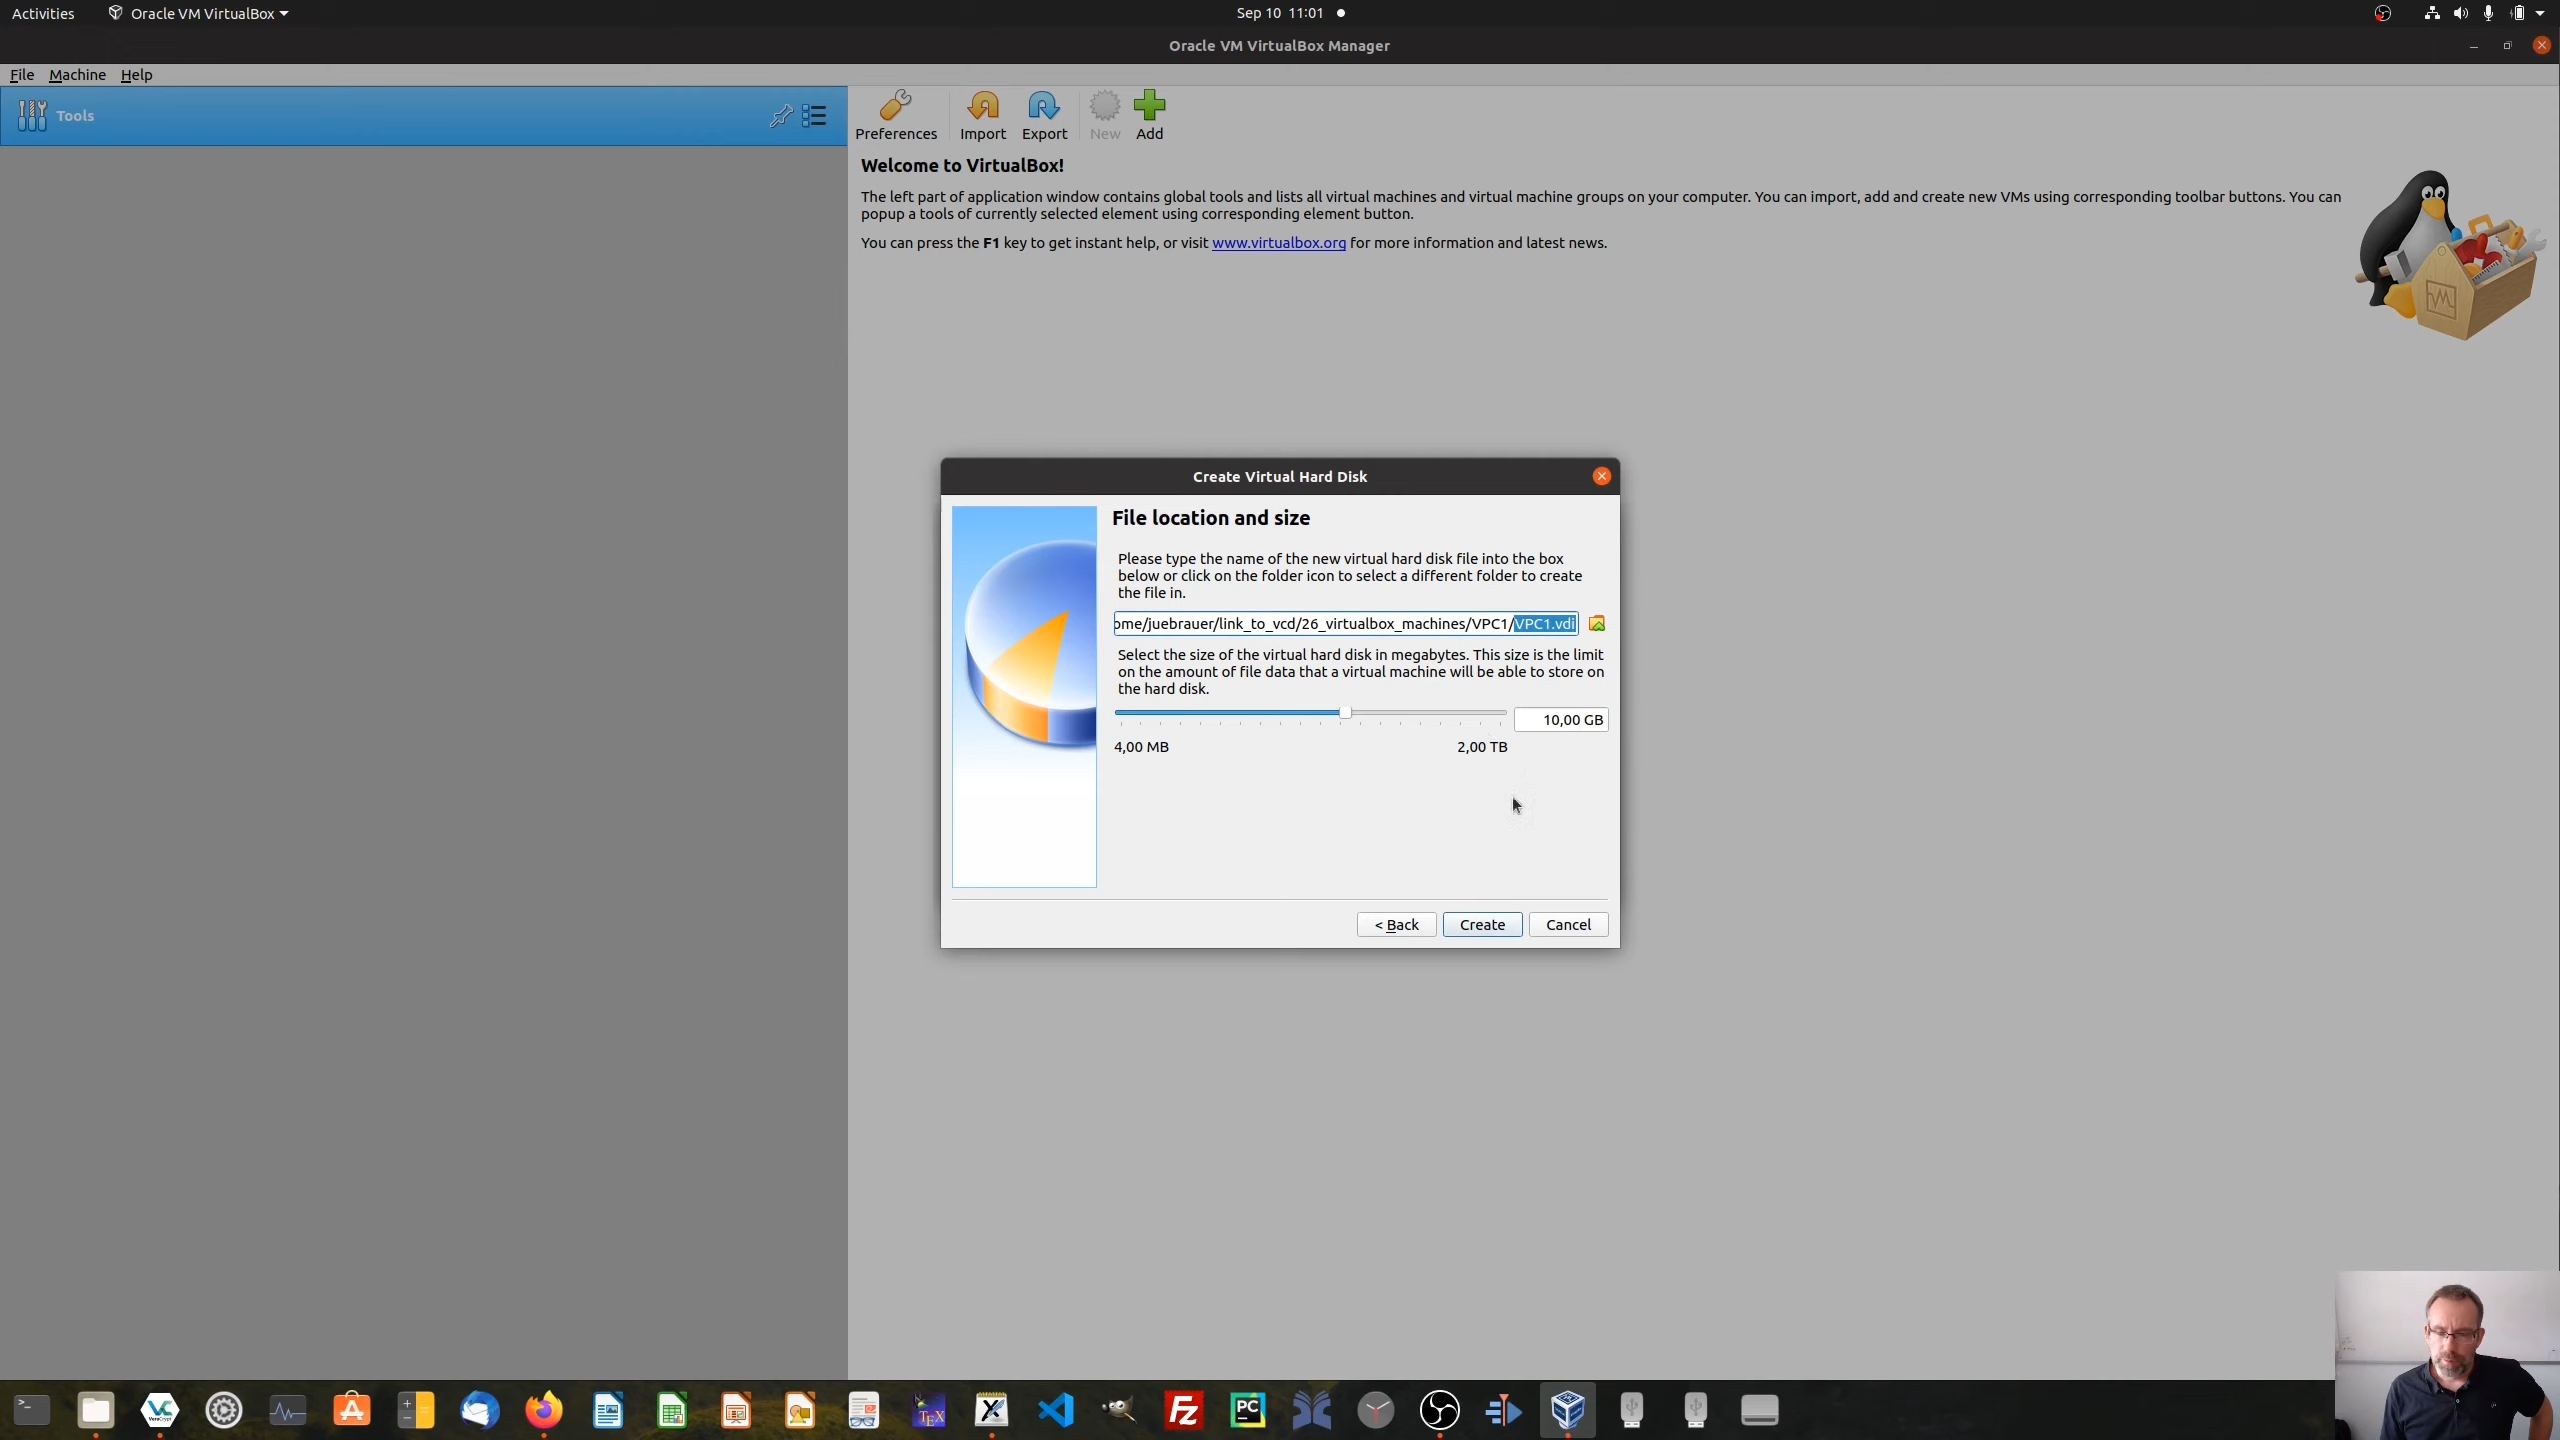 Activities
Oracle VM VirtualBox
Sep 10 11:01
Oracle VM VirtualBox Manager
File Machine Help
Tools
Preferences
Import
Export
New
Add
Welcome to VirtualBox!
The left part of application window contains global tools and lists all virtual machines and virtual machine groups on your computer. You can import, add and create new VMs using corresponding toolbar buttons. You can
popup a tools of currently selected element using corresponding element button.
You can press the F1 key to get instant help, or visit www.virtualbox.org for more information and latest news.
Create Virtual Hard Disk
File location and size
Please type the name of the new virtual hard disk file into the box
below or click on the folder icon to select a different folder to create
the file in.
ome/juebrauer/link_to_vcd/26_virtualbox_machines/VPC1/VPC1.vdi
Select the size of the virtual hard disk in megabytes. This size is the limit
on the amount of file data that a virtual machine will be able to store on
the hard disk.
10,00 GB
4,00 MB
2,00 TB
< Back
Create
Cancel
VeraCrypt
TEX
FZ
PC